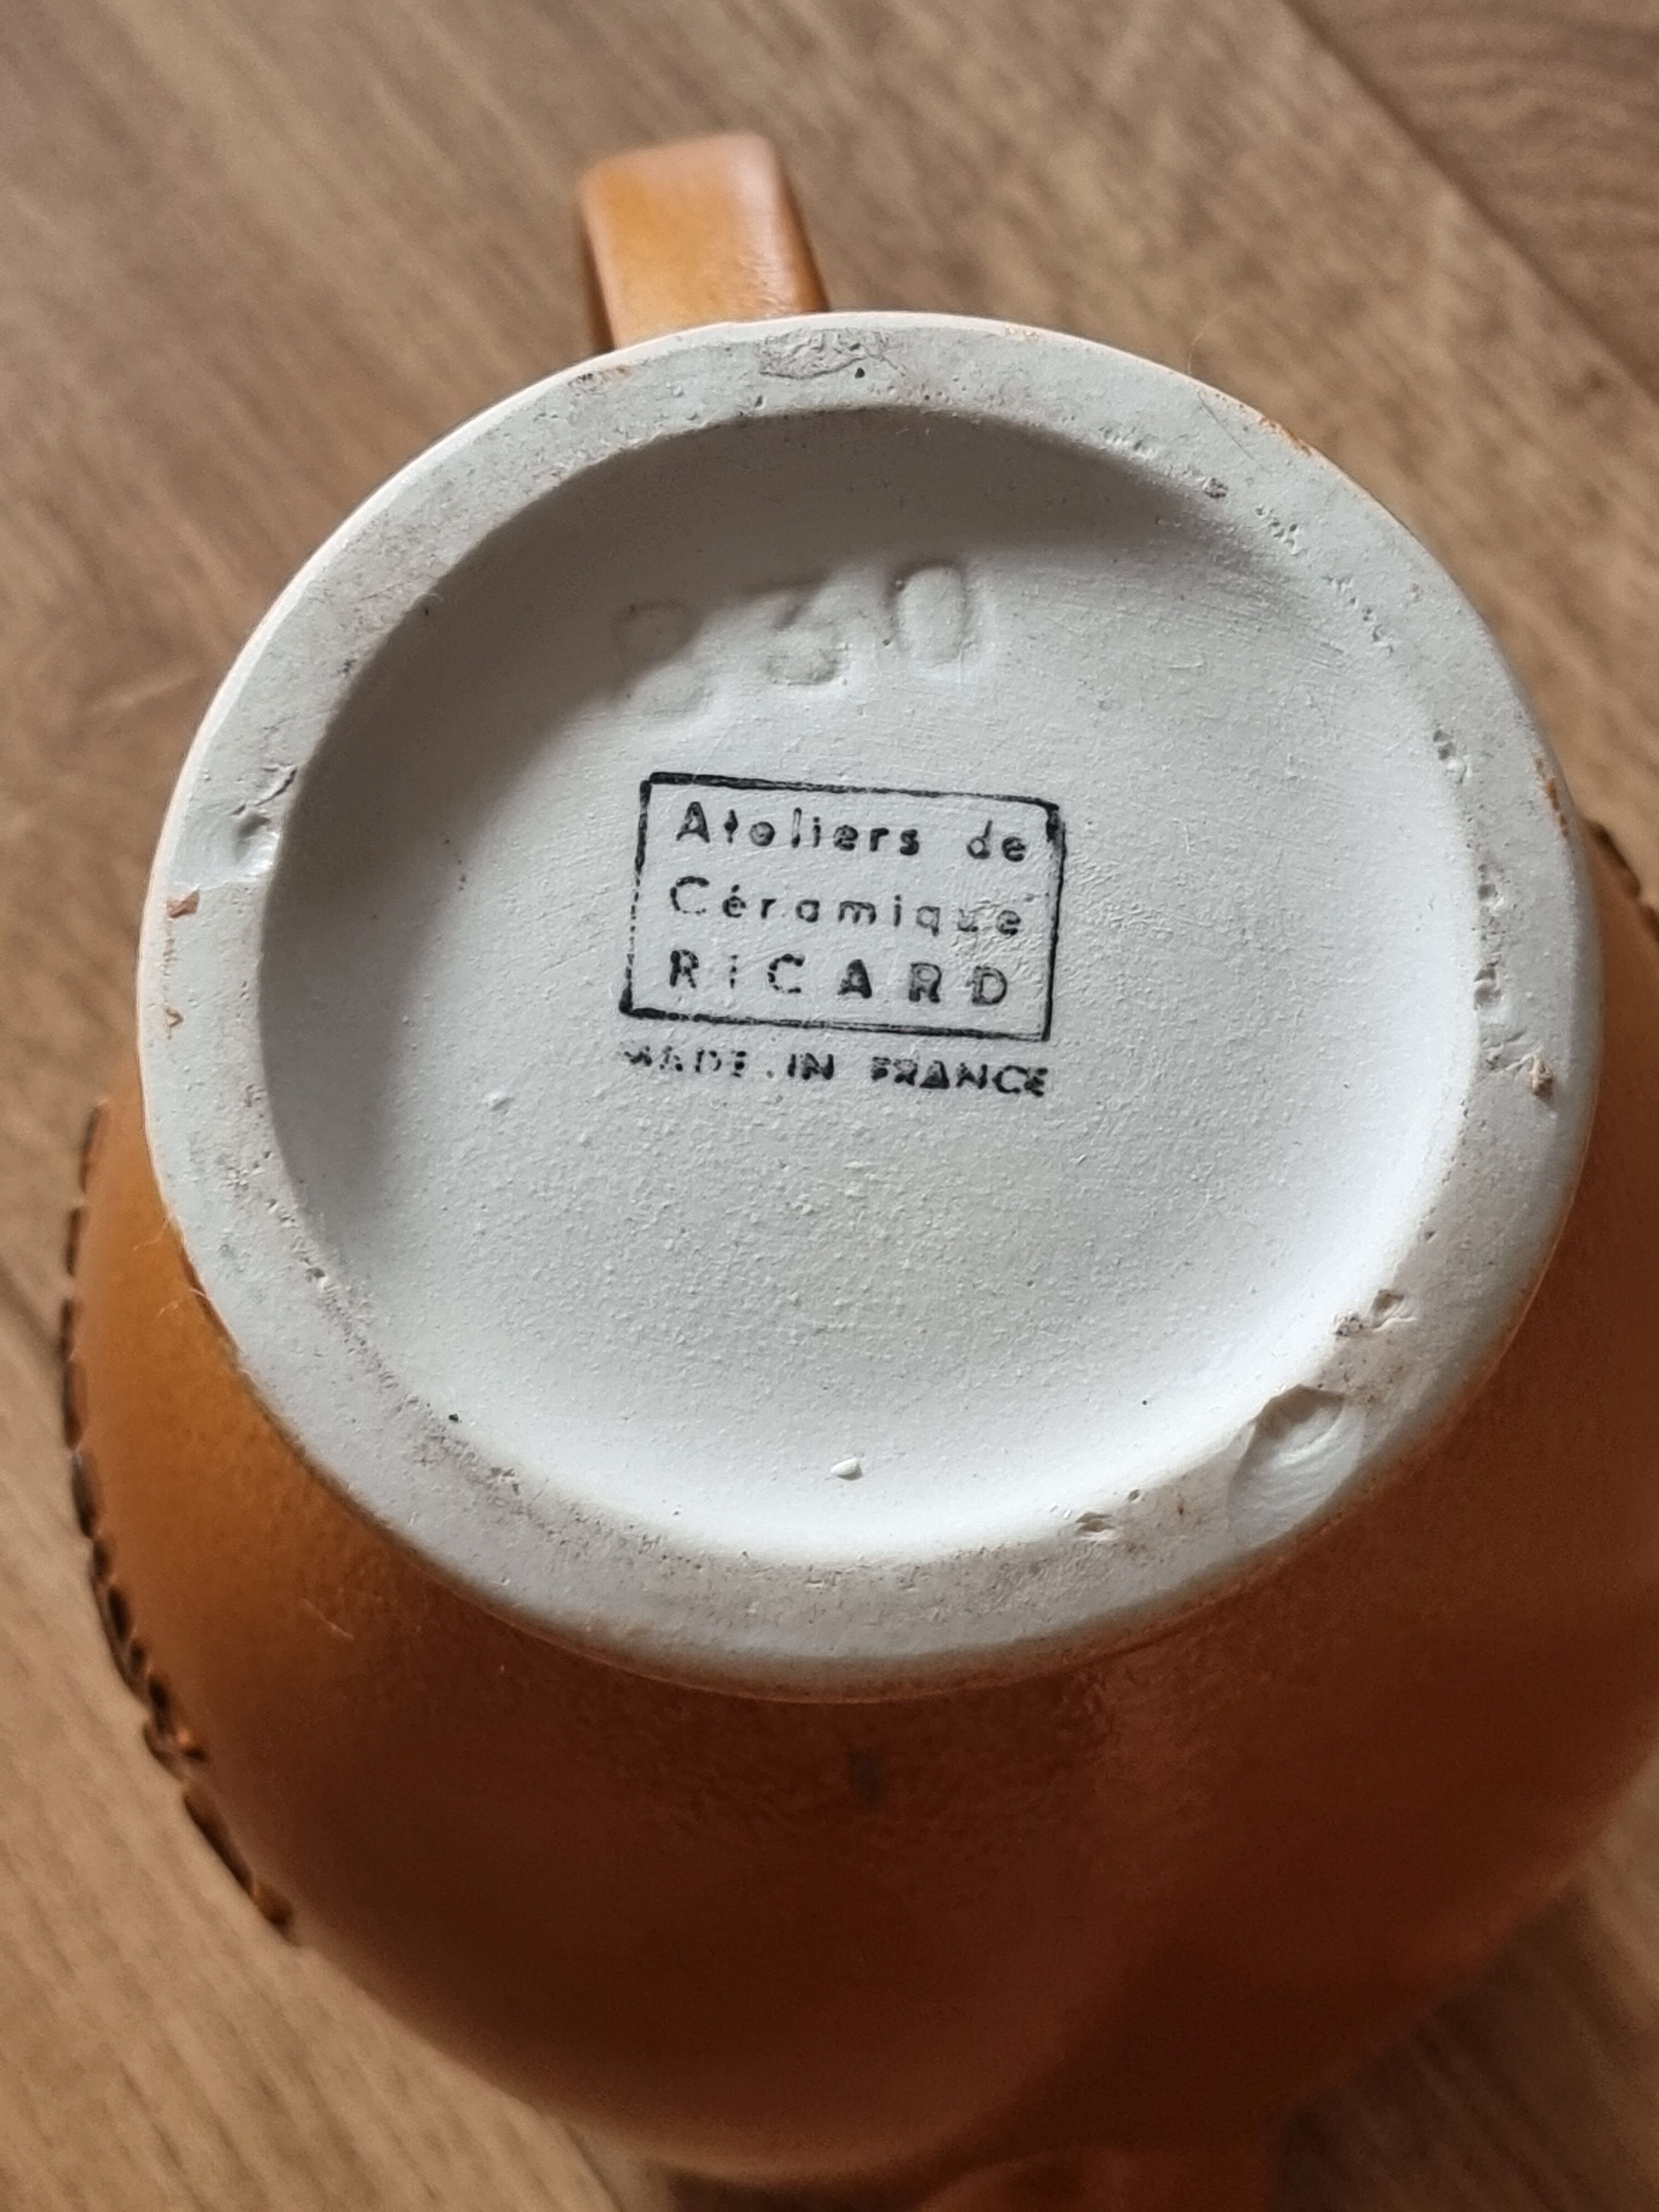 Ateliers de
Céramique
RiCARD
MADE IN FRANCE